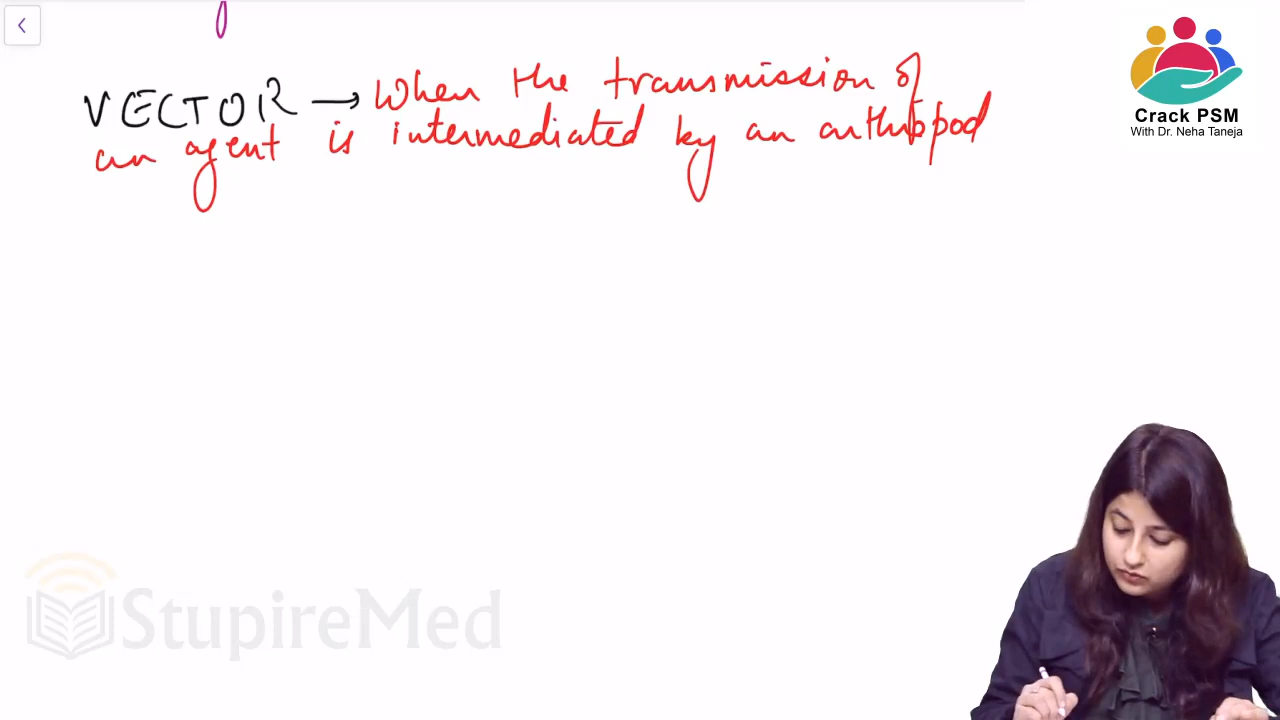 VECTOR → When the transmission of
an agent is intermediated by an arthropod
Crack PSM
With Dr. Neha Taneja
StupireMed